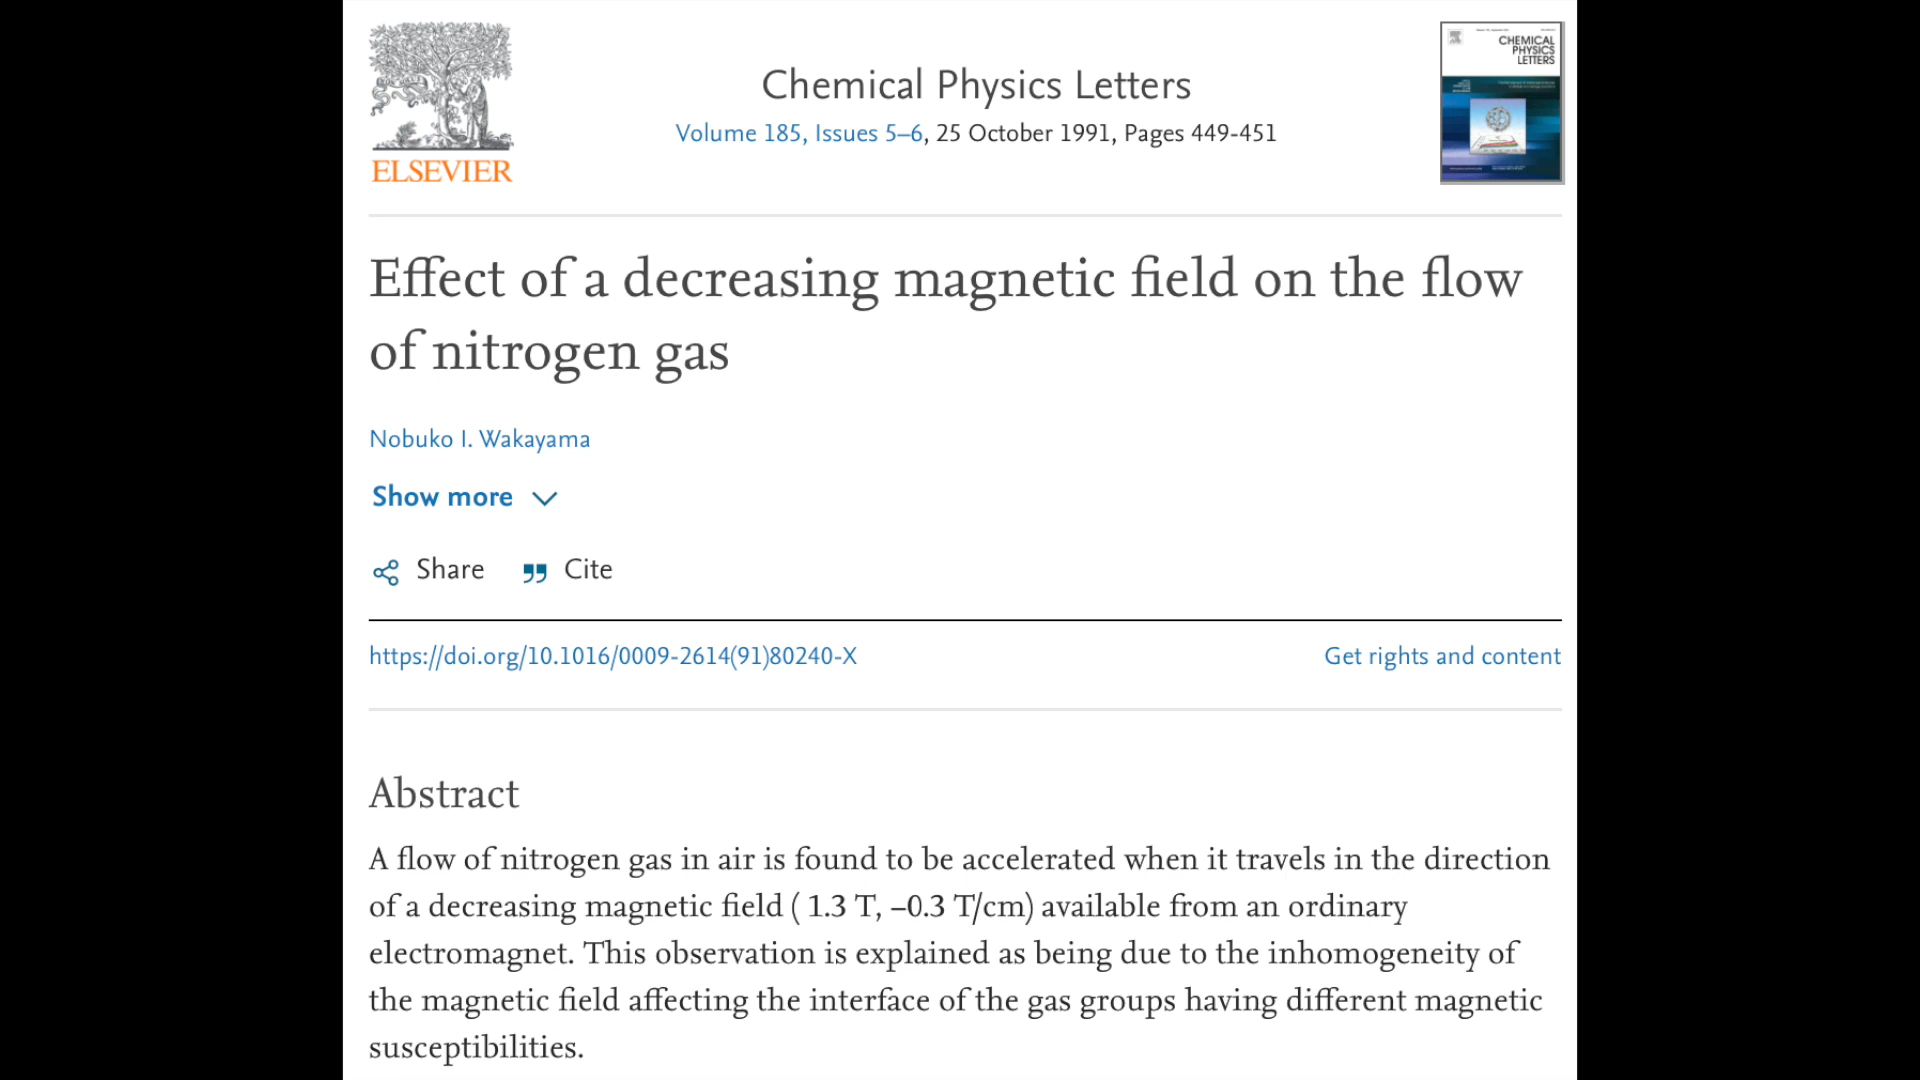 ELSEVIER
Chemical Physics Letters
Volume 185, Issues 5–6, 25 October 1991, Pages 449-451
CHEMICAL
PHYSICS
LETTERS
Effect of a decreasing magnetic field on the flow
of nitrogen gas
Nobuko I. Wakayama
Show more
Share Cite
https://doi.org/10.1016/0009-2614(91)80240-X
Get rights and content
Abstract
A flow of nitrogen gas in air is found to be accelerated when it travels in the direction
of a decreasing magnetic field ( 1.3 T, −0.3 T/cm) available from an ordinary
electromagnet. This observation is explained as being due to the inhomogeneity of
the magnetic field affecting the interface of the gas groups having different magnetic
susceptibilities.